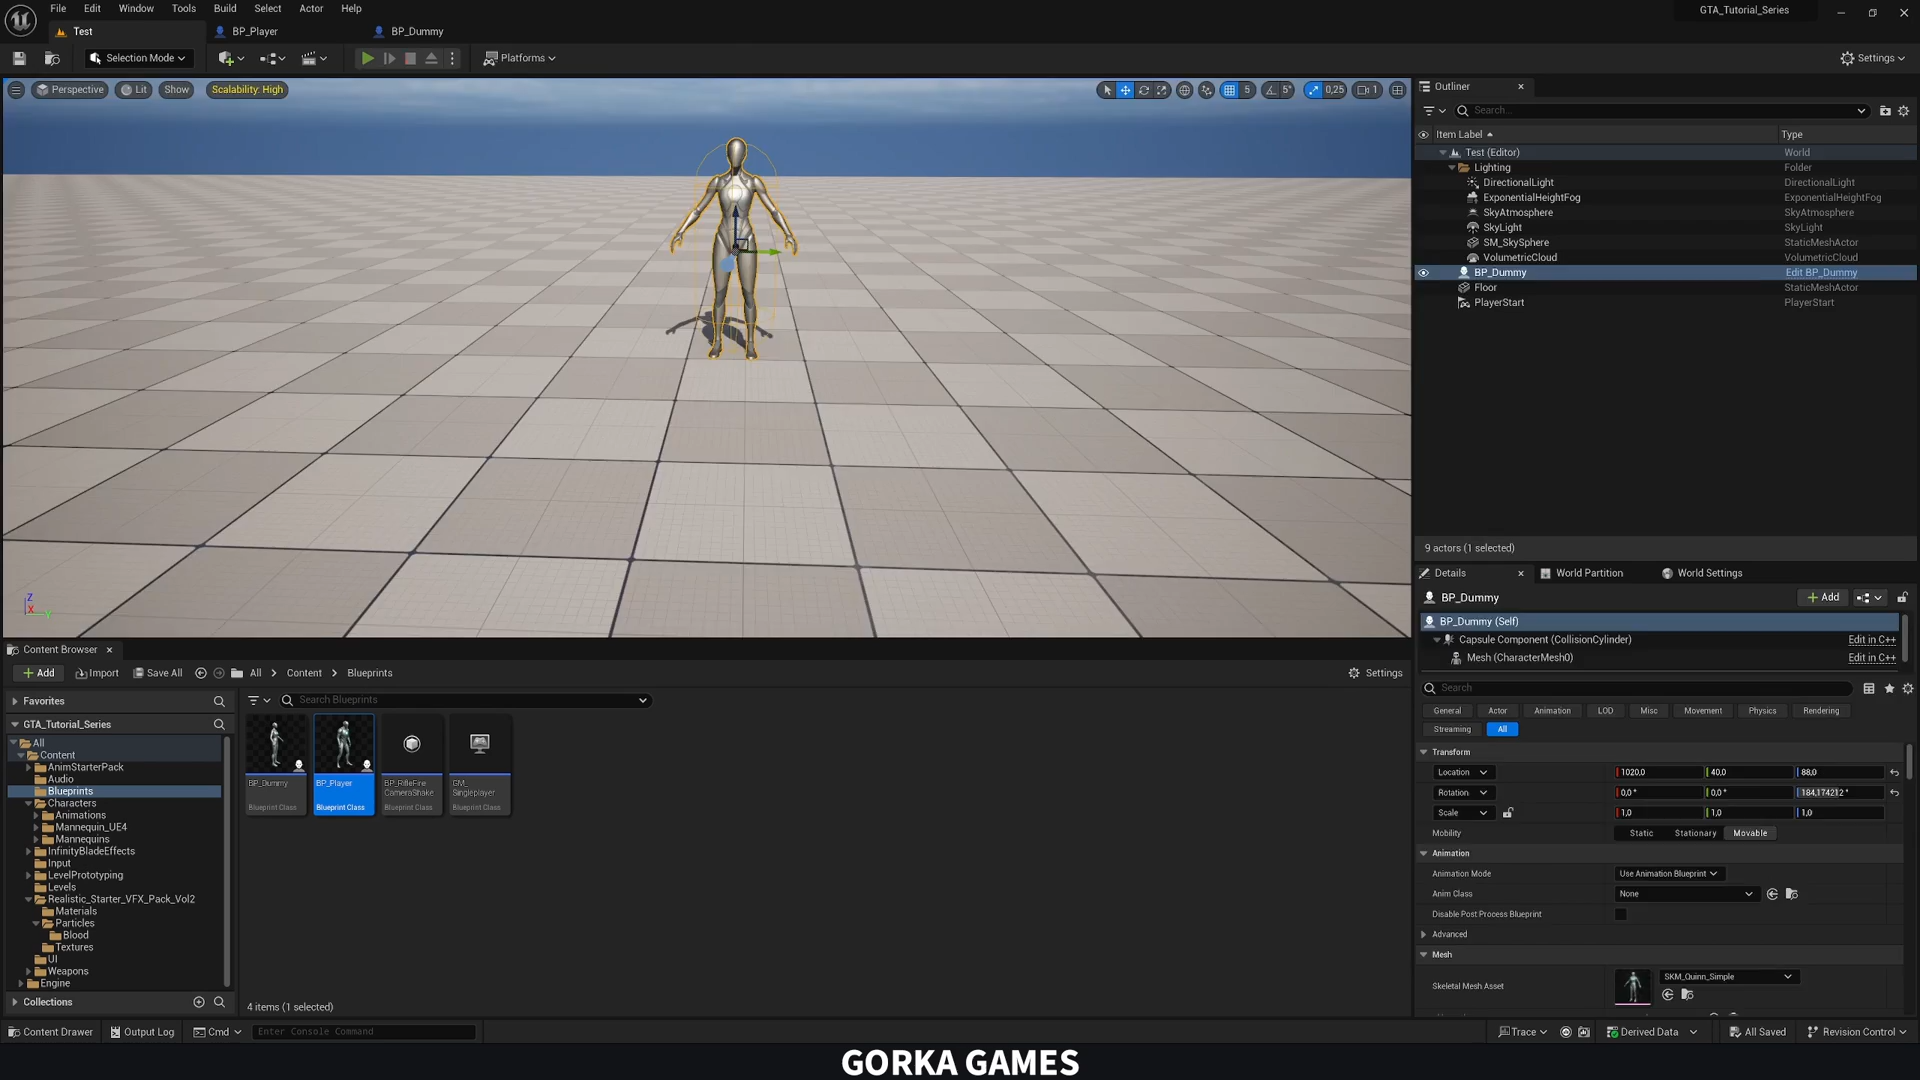 File Edit Window Tools Build Select Actor Help
GTA_Tutorial_Series
Test
BP_Player
BP_Dummy
Selection Mode
Platforms
Settings
Perspective
Lit
Show
Scalability: High
5
5°
0,25
1
Z
X
Y
Outliner
Search...
Item Label
Type
Test (Editor)
World
Lighting
Folder
DirectionalLight
DirectionalLight
ExponentialHeightFog
ExponentialHeightFog
SkyAtmosphere
SkyAtmosphere
SkyLight
SkyLight
SM_SkySphere
StaticMeshActor
VolumetricCloud
VolumetricCloud
BP_Dummy
Edit BP_Dummy
Floor
StaticMeshActor
PlayerStart
PlayerStart
9 actors (1 selected)
Details
World Partition
World Settings
BP_Dummy
+ Add
BP_Dummy (Self)
Capsule Component (CollisionCylinder)
Edit in C++
Mesh (CharacterMesh0)
Edit in C++
Search
General
Actor
Animation
LOD
Misc
Movement
Physics
Rendering
Streaming
All
Transform
Location
1020,0
40,0
88,0
Rotation
0,0°
0,0°
184,174212°
Scale
1,0
1,0
1,0
Mobility
Static
Stationary
Movable
Animation
Animation Mode
Use Animation Blueprint
Anim Class
None
Disable Post Process Blueprint
Advanced
Mesh
Skeletal Mesh Asset
SKM_Quinn_Simple
Content Browser
+ Add
Import
Save All
All
Content
Blueprints
Settings
Favorites
GTA_Tutorial_Series
All
Content
AnimStarterPack
Audio
Blueprints
Characters
Animations
Mannequin_UE4
Mannequins
InfinityBladeEffects
Input
LevelPrototyping
Levels
Realistic_Starter_VFX_Pack_Vol2
Materials
Particles
Blood
Textures
UI
Weapons
Engine
Collections
Search Blueprints
BP_Dummy
Blueprint Class
BP_Player
Blueprint Class
BP_RifleFire
CameraShake
Blueprint Class
GM_
Singleplayer
Blueprint Class
4 items (1 selected)
Content Drawer
Output Log
Cmd
Enter Console Command
Trace
Derived Data
All Saved
Revision Control
GORKA GAMES